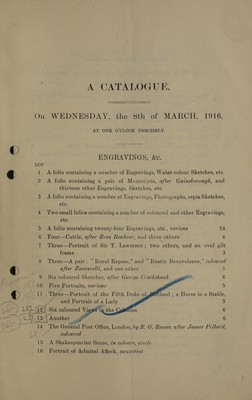 A CATALOGUE.
On WEDNESDAY, the 8th of MARCH, 1916,
AT ONE O'CLOCK PRECISELY.
ENGRAVINGS, &c.
LOT
1 A folio containing a number of Engravings, Water-colour Sketches, etc.
2 A folio containing a pair of Mezzotints, after Gainsborough, and
thirteen other Engravings, Sketches, etc.
3 A folio containing a number of Engravings, Photographs, sepia Sketches,
etc.
4 Two small folios containing a number of coloured and other Engravings,
etc.
5 A folio containing twenty-four Engravings, etc., various 24
6 Four—Cattle, after Rosa Bonheur; and three others 4
7 Three—Portrait of Sir T. Lawrence; two others, and an oval gilt
frame
8 Three—A pair; "Rural Repose," and "Rustic Benevolence," coloured
after Zuccarelli, and one other 3
9 Six coloured Sketches, after George Cruikshank 6
10 Five Portraits, various 5
11 Three—Portrait of the Fifth Duke of Rutland; a Horse in a Stable,
and Portrait of a Lady 3
12 Six coloured Views in the Colonies 6
13 Another 6
14 The General Post Office, London, by R. G. Reeves, after James Pollard,
coloured
15 A Shakespearian Scene, in colours, circle
16 Portrait of Admiral Affleck, mezzotint